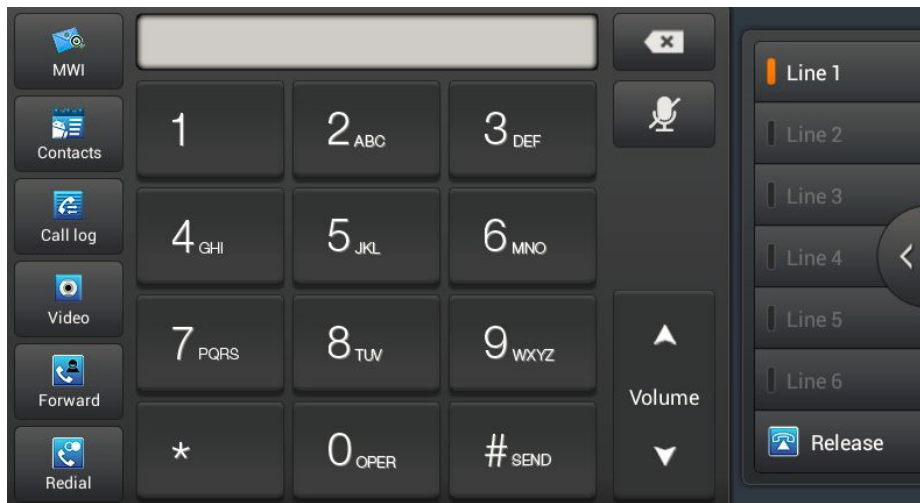 MWI
Contacts
Call log
Video
Forward
Redial
1
2 ABC
3 DEF
4 GHI
5 JKL
6 MNO
7 PQRS
8 TUV
9 WXYZ
*
0 OPER
# SEND
Volume
Line 1
Line 2
Line 3
Line 4
Line 5
Line 6
Release